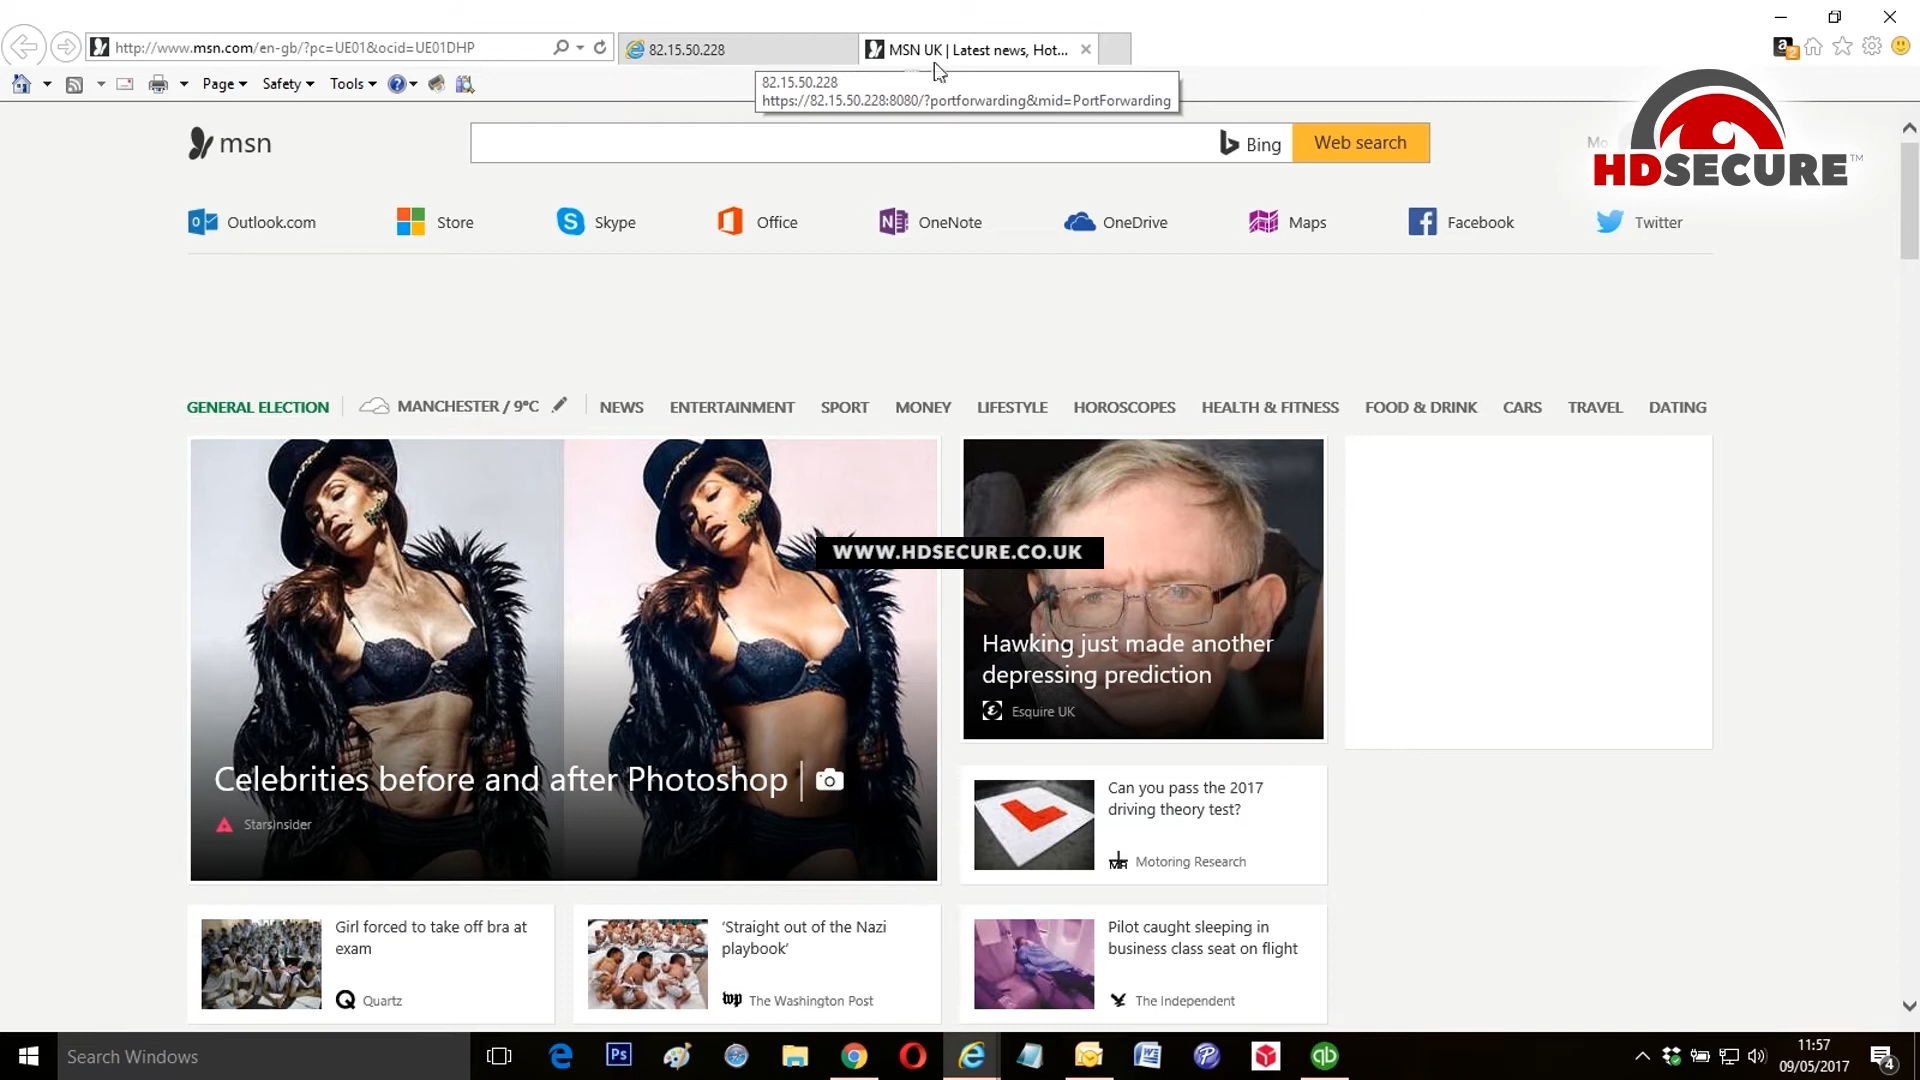 http://www.msn.com/en-gb/?pc=UE01&ocid=UE01DHP
82.15.50.228
MSN UK | Latest news, Hot...
Page
Safety
Tools
82.15.50.228
https://82.15.50.228:8080/?portforwarding&mid=PortForwarding
HDSECURE™
msn
Bing
Web search
Mo
Outlook.com
Store
Skype
Office
OneNote
OneDrive
Maps
Facebook
Twitter
GENERAL ELECTION
MANCHESTER / 9°C
NEWS
ENTERTAINMENT
SPORT
MONEY
LIFESTYLE
HOROSCOPES
HEALTH & FITNESS
FOOD & DRINK
CARS
TRAVEL
DATING
WWW.HDSECURE.CO.UK
Celebrities before and after Photoshop
StarsInsider
Hawking just made another
depressing prediction
Esquire UK
Can you pass the 2017
driving theory test?
Motoring Research
Girl forced to take off bra at
exam
Quartz
'Straight out of the Nazi
playbook'
wp The Washington Post
Pilot caught sleeping in
business class seat on flight
The Independent
Search Windows
Ps
11:57
09/05/2017
4